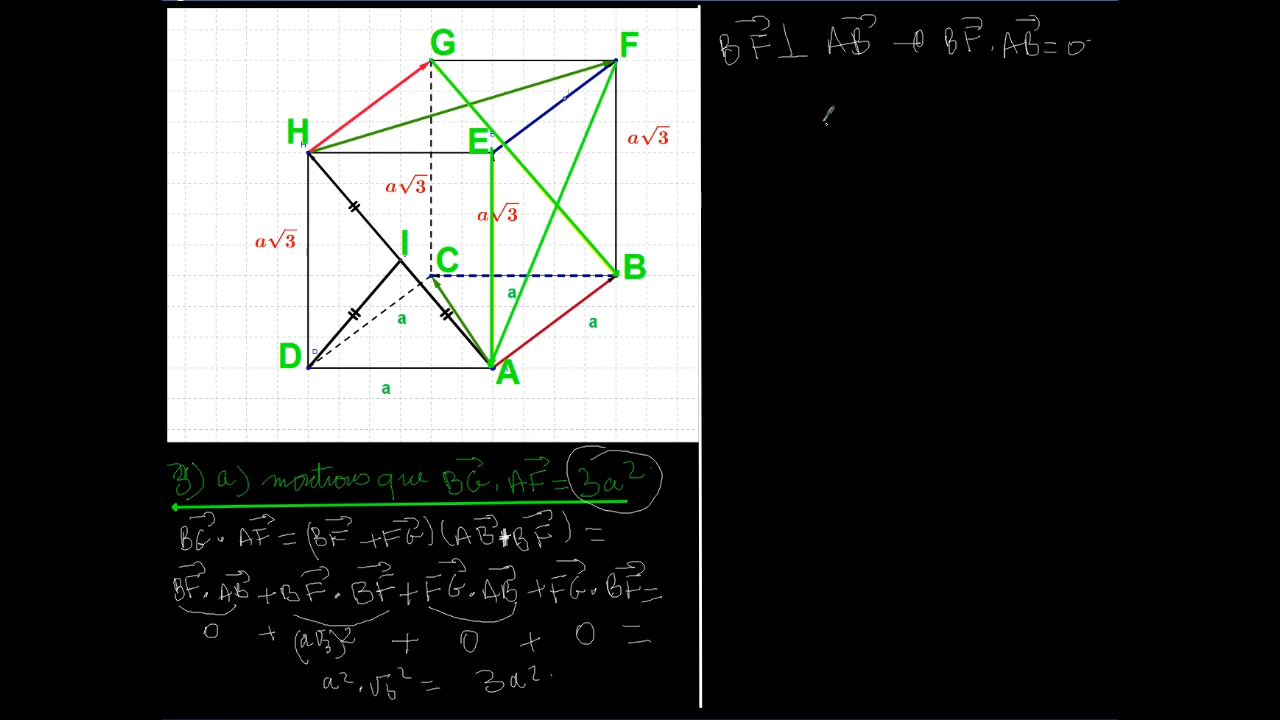 G
F
H
E
a√3
a√3
a√3
a√3
I
C
B
a
a
a
D
A
a
3) a) montrons que BG⃗ . AF⃗ = 3a²
BG⃗ . AF⃗ = (BF⃗ + FG⃗)(AB⃗ + BF⃗) =
BF⃗ . AB⃗ + BF⃗ . BF⃗ + FG⃗ . AB⃗ + FG⃗ . BF⃗ =
0 + (a√3)² + 0 + 0 =
a² . √3² = 3a².
BF⃗ ⊥ AB⃗ → BF⃗ . AB⃗ = 0